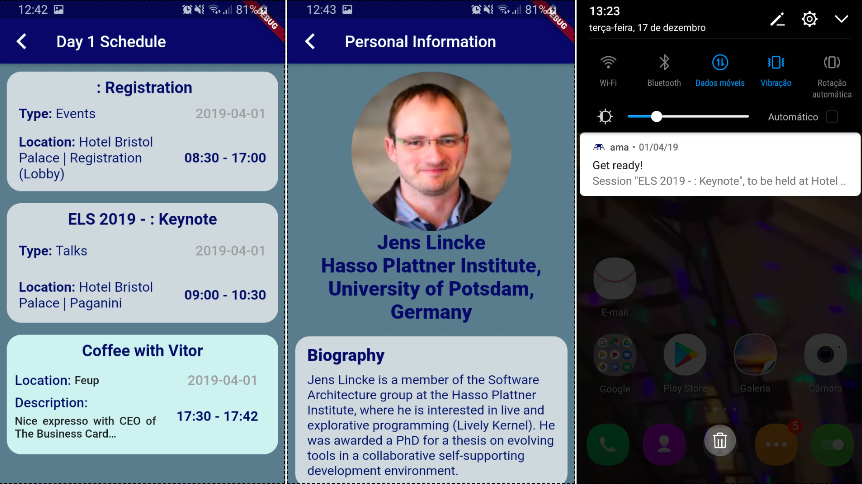 12:42 81%
DEBUG
Day 1 Schedule
: Registration
Type: Events 2019-04-01
Location: Hotel Bristol
Palace | Registration 08:30 - 17:00
(Lobby)
ELS 2019 - : Keynote
Type: Talks 2019-04-01
Location: Hotel Bristol
Palace | Paganini 09:00 - 10:30
Coffee with Vitor
Location: Feup 2019-04-01
Description:
17:30 - 17:42
Nice expresso with CEO of
The Business Card...
12:43 81%
DEBUG
Personal Information
Jens Lincke
Hasso Plattner Institute,
University of Potsdam,
Germany
Biography
Jens Lincke is a member of the Software
Architecture group at the Hasso Plattner
Institute, where he is interested in live and
explorative programming (Lively Kernel). He
was awarded a PhD for a thesis on evolving
tools in a collaborative self-supporting
development environment.
13:23
terça-feira, 17 de dezembro
Wi-Fi Bluetooth Dados móveis Vibração Rotação
automática
Automático
ama • 01/04/19
Get ready!
Session "ELS 2019 - : Keynote", to be held at Hotel ..
E-mail
Google Play Store Galeria Câmara
5